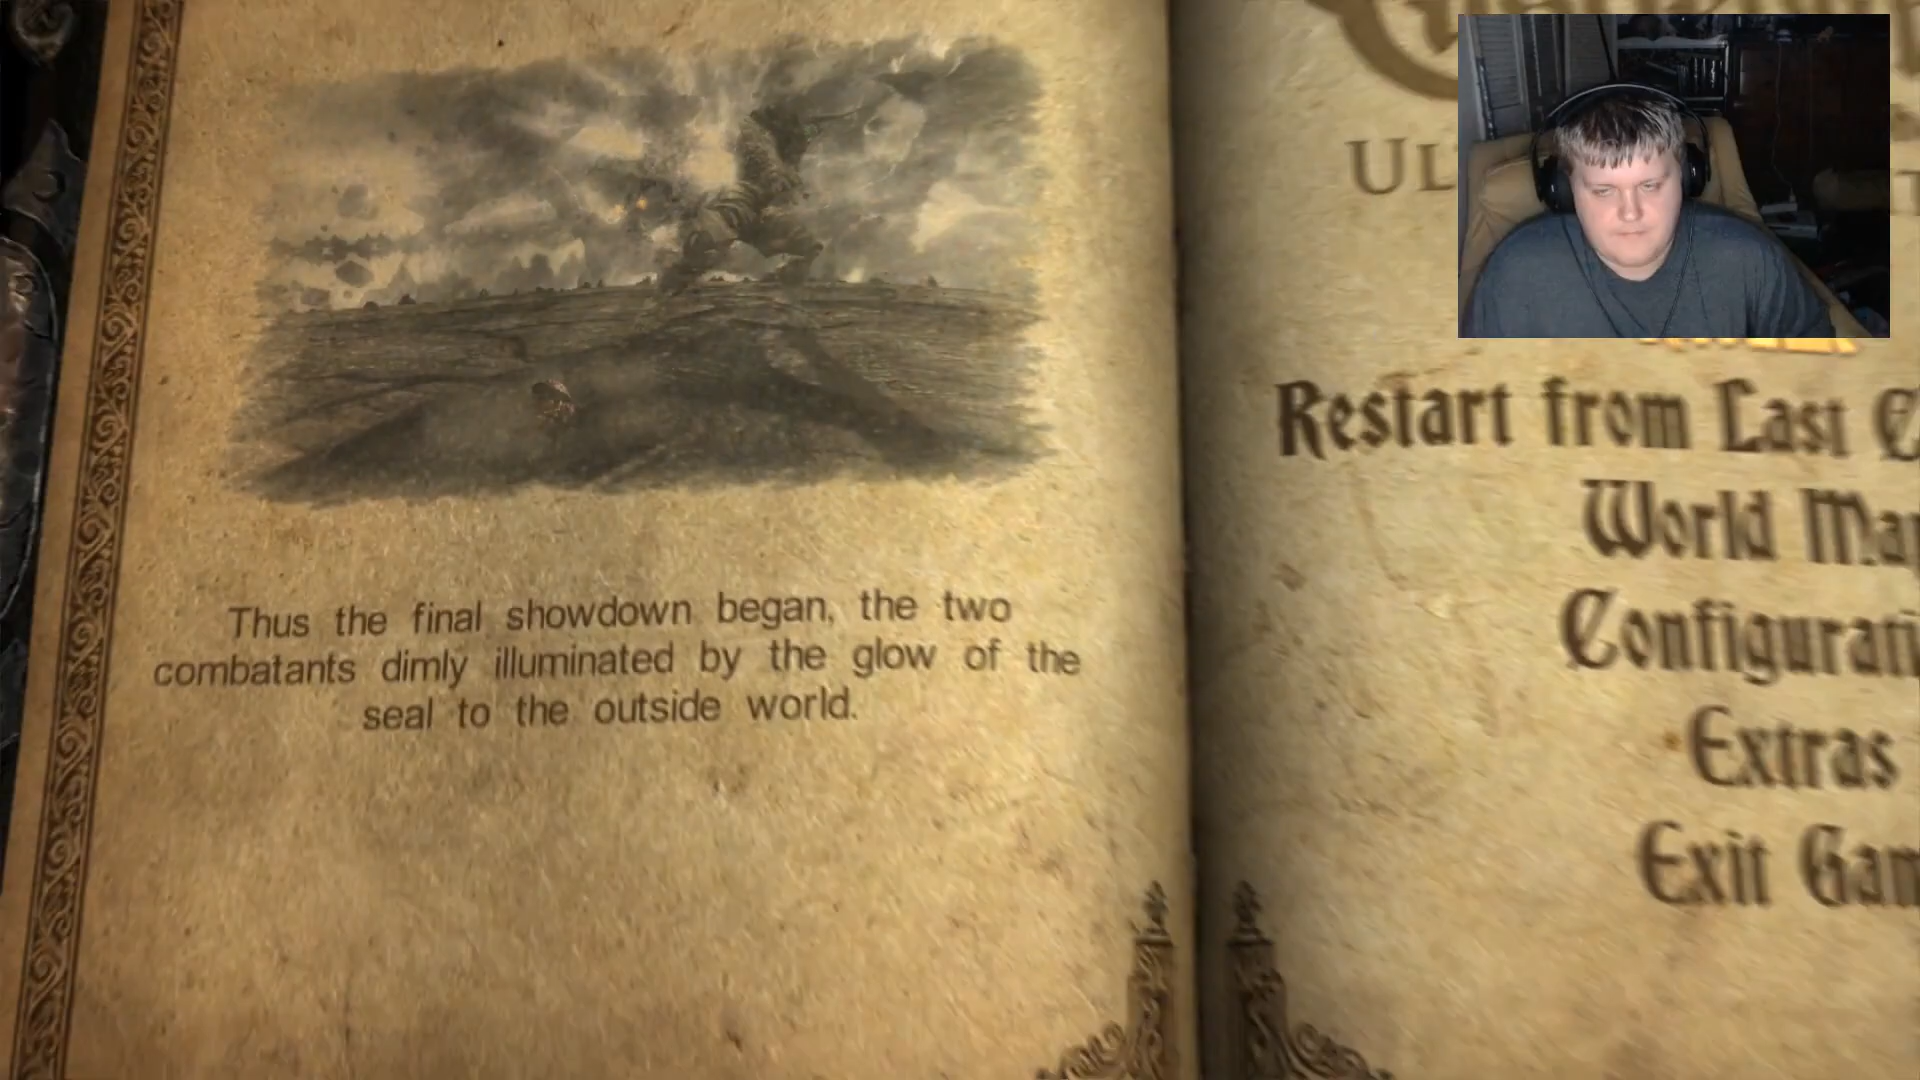 Thus the final showdown began, the two
combatants dimly illuminated by the glow of the
seal to the outside world.
Restart from Last
World
Extras
Exit